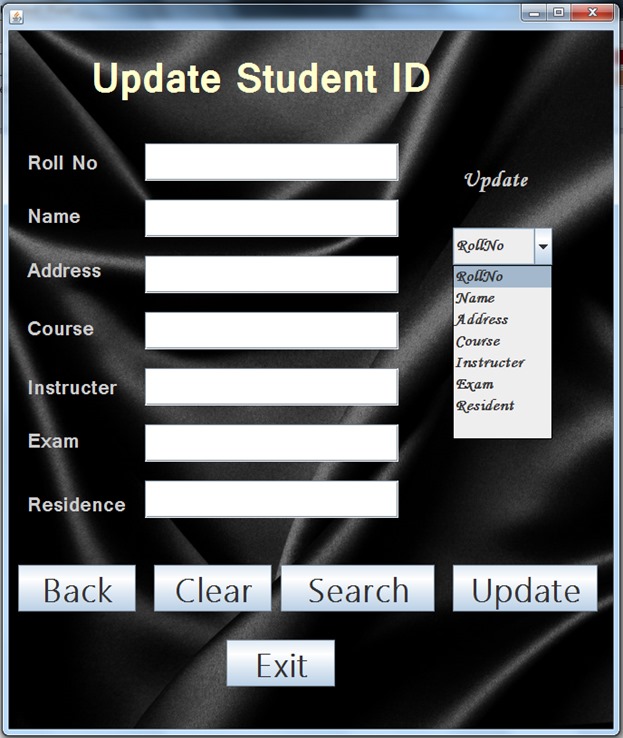 Update Student ID
Roll No
Name
Address
Course
Instructer
Exam
Residence
Update
RollNo
RollNo
Name
Address
Course
Instructer
Exam
Resident
Back
Clear
Search
Update
Exit